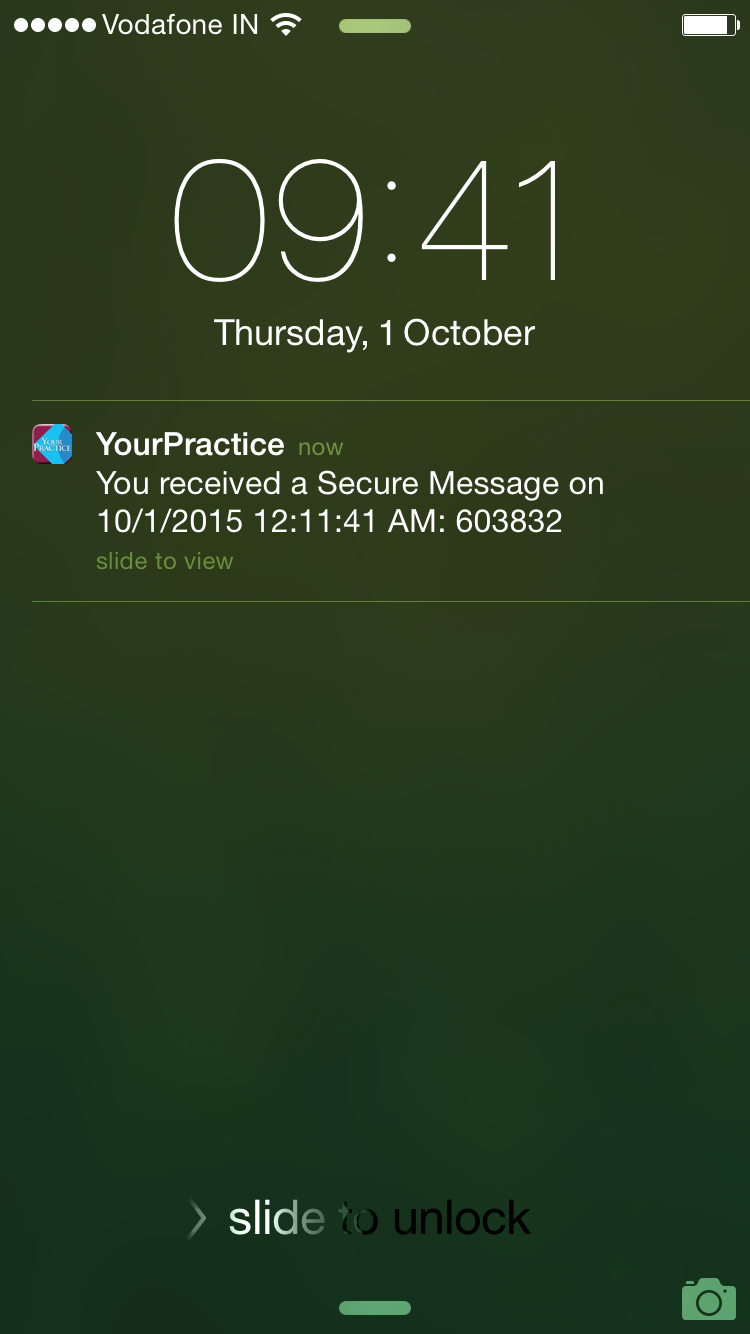 Vodafone IN
09:41
Thursday, 1 October
YOUR PRACTICE
YourPractice now
You received a Secure Message on
10/1/2015 12:11:41 AM: 603832
slide to view
slide to unlock